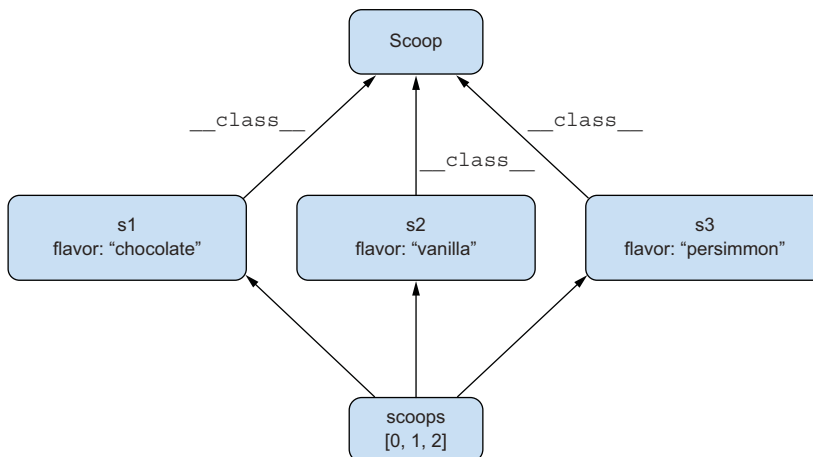 Scoop
__class__
__class__
__class__
s1
flavor: “chocolate”
s2
flavor: “vanilla”
s3
flavor: “persimmon”
scoops
[0, 1, 2]